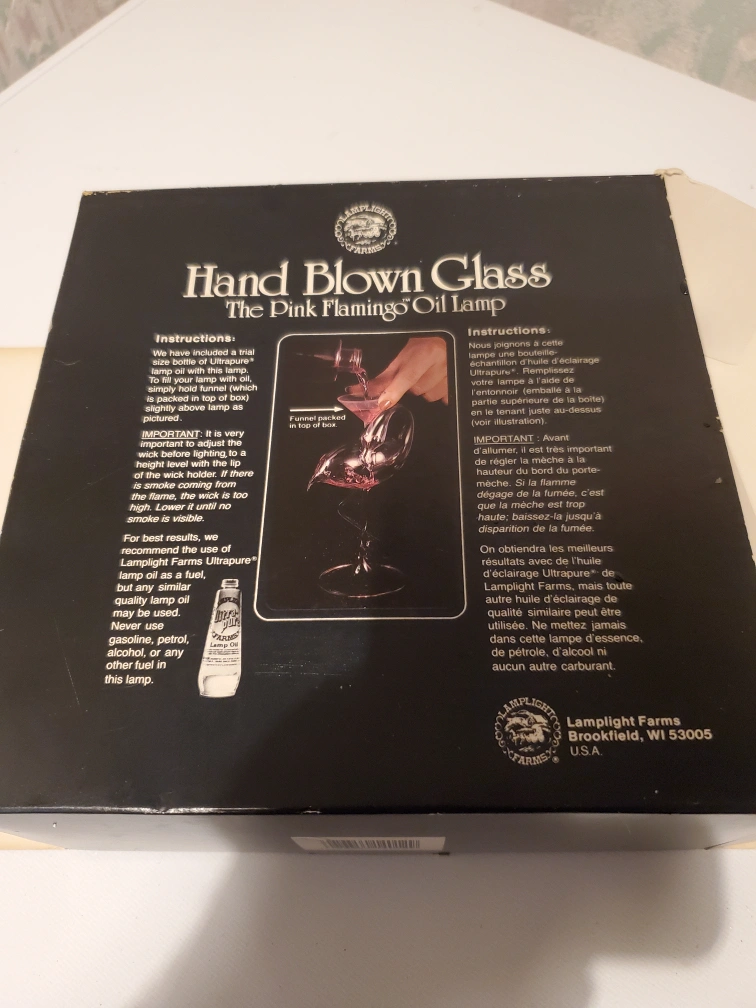 LAMPLIGHT
FARMS
®
Hand Blown Glass
The Pink Flamingo™ Oil Lamp
Instructions:
We have included a trial
size bottle of Ultrapure®
lamp oil with this lamp.
To fill your lamp with oil,
simply hold funnel (which
is packed in top of box)
slightly above lamp as
pictured.
IMPORTANT: It is very
important to adjust the
wick before lighting to a
height level with the lip
of the wick holder. If there
is smoke coming from
the flame, the wick is too
high. Lower it until no
smoke is visible.
For best results, we
recommend the use of
Lamplight Farms Ultrapure®
lamp oil as a fuel,
but any similar
quality lamp oil
may be used.
Never use
gasoline, petrol,
alcohol, or any
other fuel in
this lamp.
Ultra-
pure
FARMS
Lamp Oil
Funnel packed
in top of box.
Instructions:
Nous joignons à cette
lampe une bouteille-
échantillon d'huile d'éclairage
Ultrapure®. Remplissez
votre lampe à l'aide de
l'entonnoir (emballé à la
partie supérieure de la boîte)
en le tenant juste au-dessus
(voir illustration).
IMPORTANT : Avant
d'allumer, il est très important
de régler la mèche à la
hauteur du bord du porte-
mèche. Si la flamme
dégage de la fumée, c'est
que la mèche est trop
haute; baissez-la jusqu'à
disparition de la fumée.
On obtiendra les meilleurs
résultats avec de l'huile
d'éclairage Ultrapure® de
Lamplight Farms, mais toute
autre huile d'éclairage de
qualité similaire peut être
utilisée. Ne mettez jamais
dans cette lampe d'essence,
de pétrole, d'alcool ni
aucun autre carburant.
LAMPLIGHT
FARMS
®
Lamplight Farms
Brookfield, WI 53005
U.S.A.